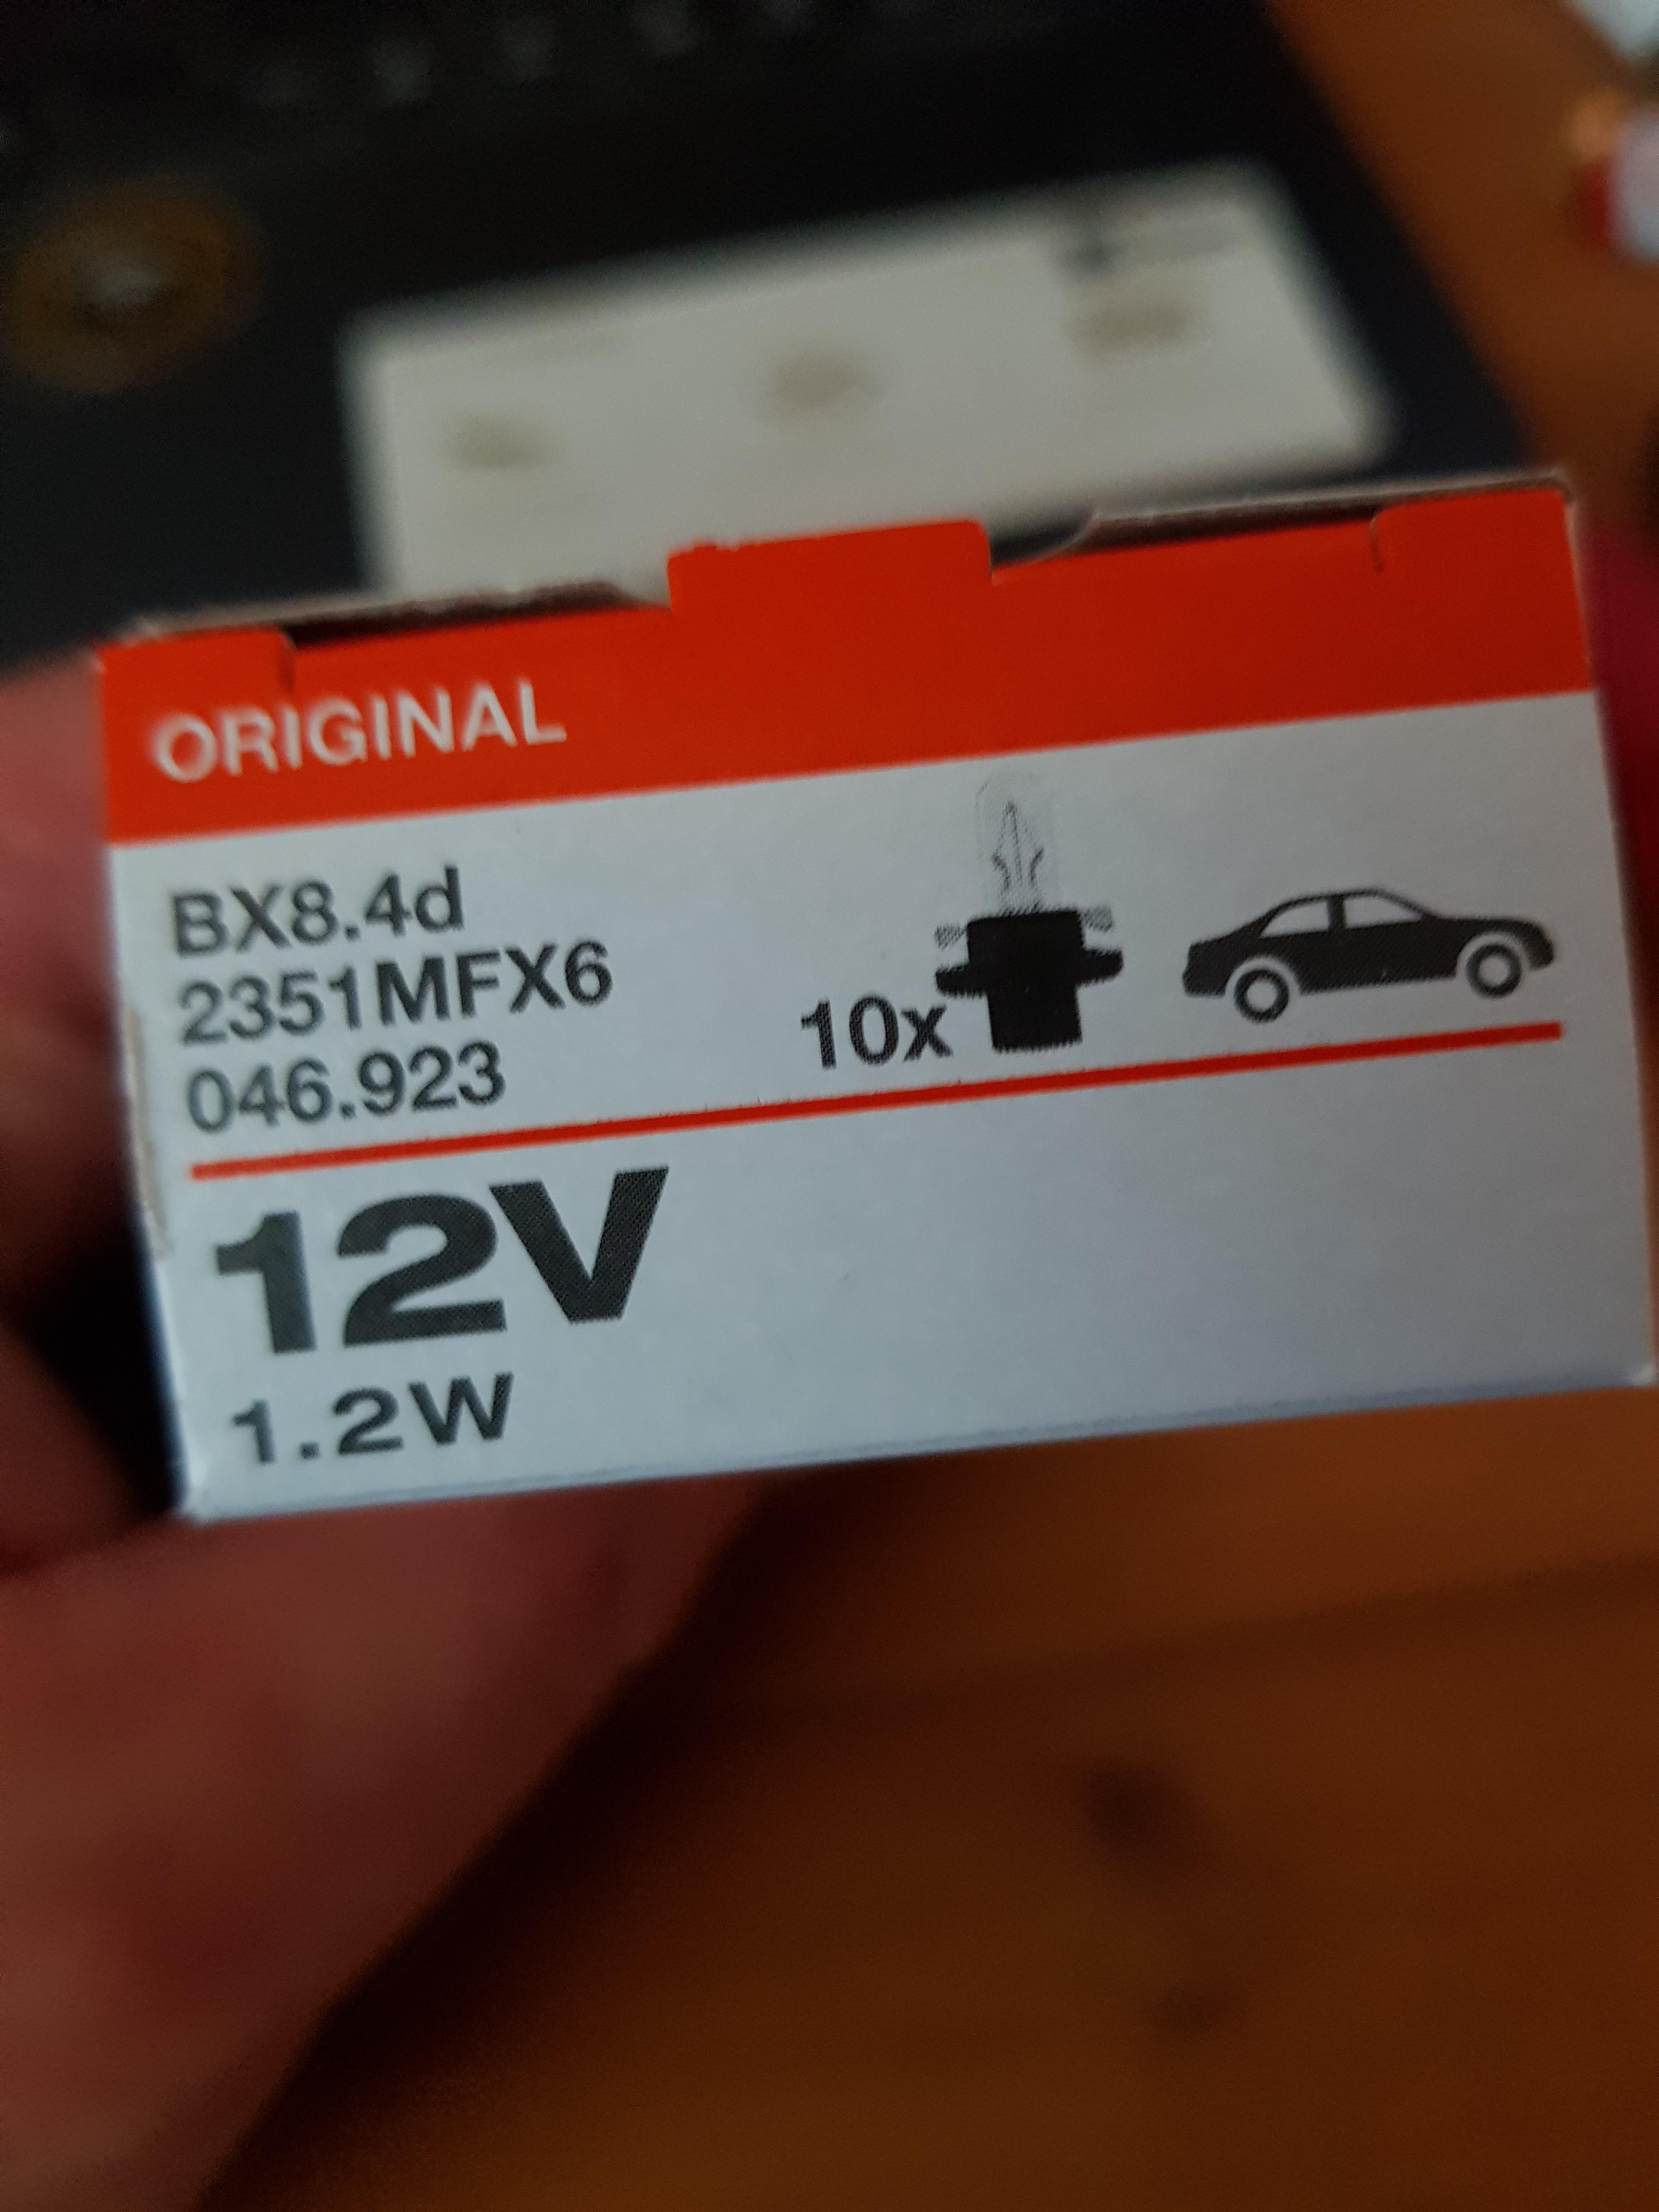 ORIGINAL
BX8.4d
2351MFX6
046.923
10x
12V
1.2W